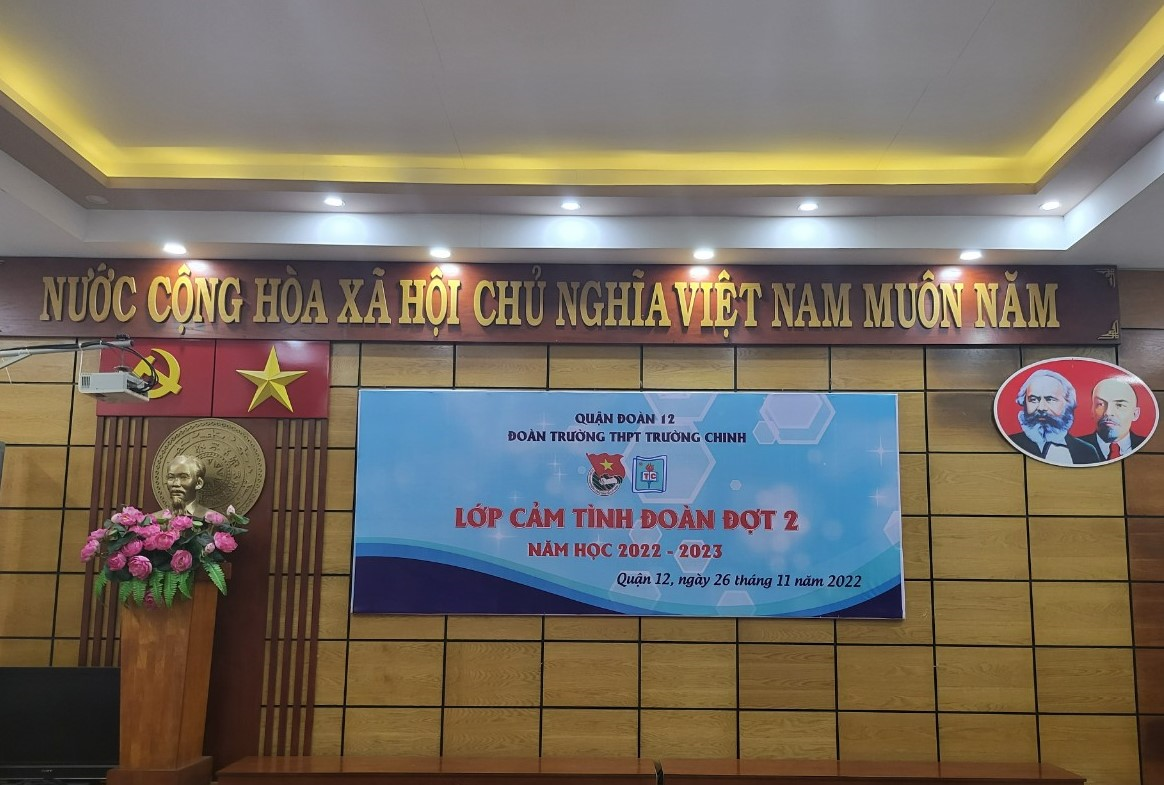 NƯỚC CỘNG HÒA XÃ HỘI CHỦ NGHĨA VIỆT NAM MUÔN NĂM
QUẬN ĐOÀN 12
ĐOÀN TRƯỜNG THPT TRƯỜNG CHINH
TC
LỚP CẢM TÌNH ĐOÀN ĐỢT 2
NĂM HỌC 2022 - 2023
Quận 12, ngày 26 tháng 11 năm 2022